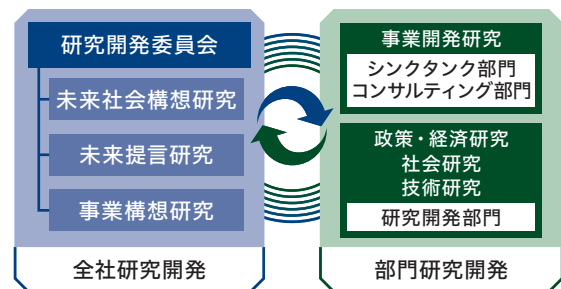 研究開発委員会
未来社会構想研究
未来提言研究
事業構想研究
全社研究開発
事業開発研究
シンクタンク部門
コンサルティング部門
政策・経済研究
社会研究
技術研究
研究開発部門
部門研究開発